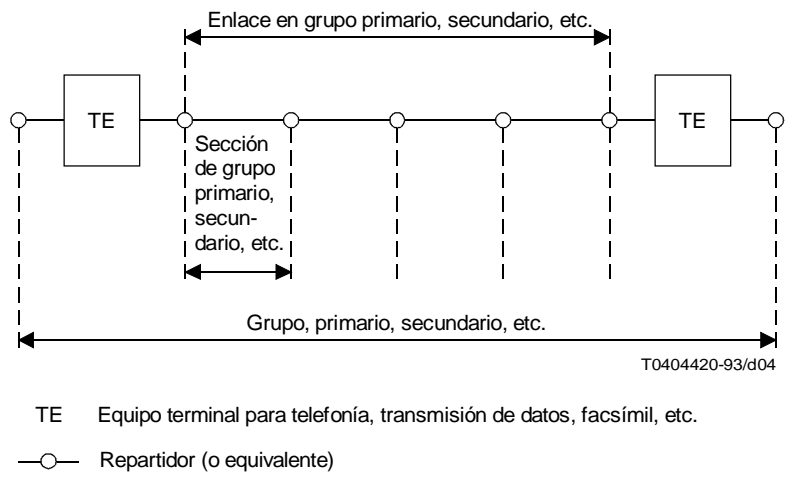 Enlace en grupo primario, secundario, etc.
TE
TE
Sección
de grupo
primario,
secun-
dario, etc.
Grupo, primario, secundario, etc.
T0404420-93/d04
TE Equipo terminal para telefonía, transmisión de datos, facsímil, etc.
Repartidor (o equivalente)